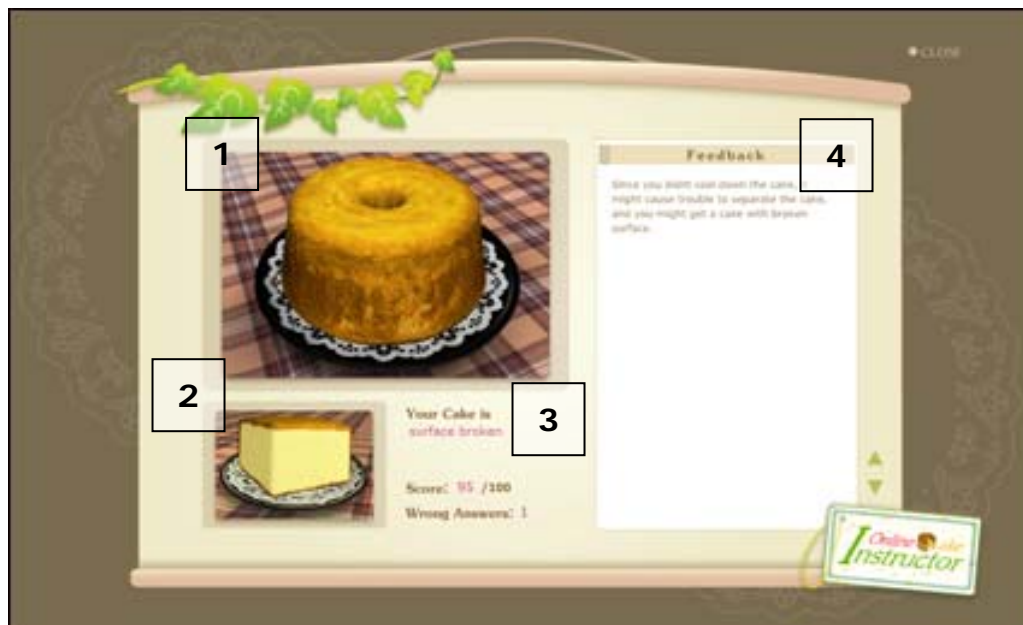 CLOSE
1
Feedback
4
Since you didnt cool down the cake, it
might cause trouble to separate the cake,
and you might get a cake with broken
surface.
2
Your Cake is
surface broken
3
Score: 95 /100
Wrong Answers: 1
Online Cake
Instructor